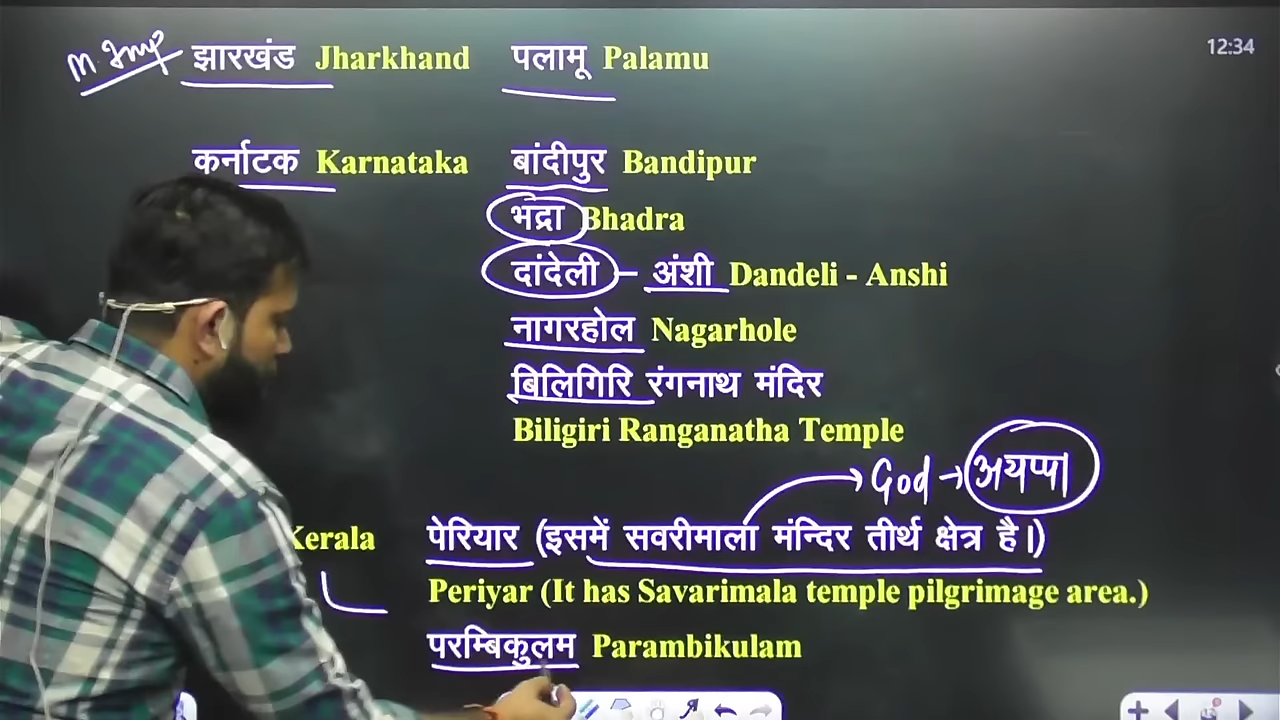 12:34
M. Imp झारखंड Jharkhand पलामू Palamu
कर्नाटक Karnataka बांदीपुर Bandipur
भद्रा Bhadra
दांदेली – अंशी Dandeli - Anshi
नागरहोल Nagarhole
बिलिगिरि रंगनाथ मंदिर
Biligiri Ranganatha Temple
God → अयप्पा
Kerala पेरियार (इसमें सवरीमाला मंन्दिर तीर्थ क्षेत्र है।)
Periyar (It has Savarimala temple pilgrimage area.)
परम्बिकुलम Parambikulam